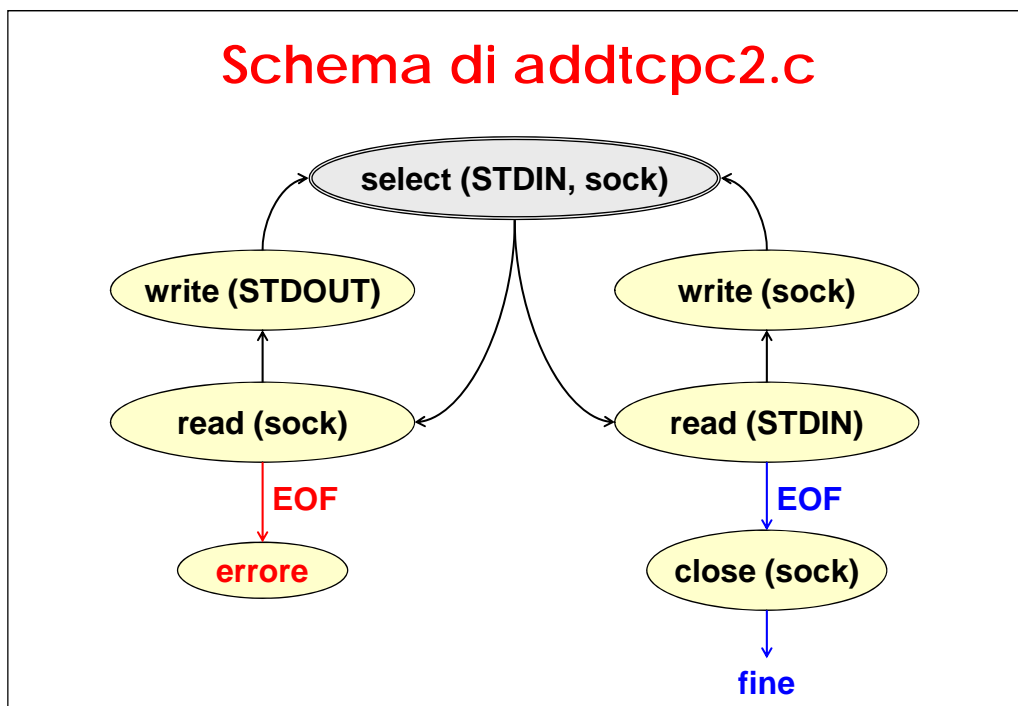 Schema di addtcpc2.c
select (STDIN, sock)
write (STDOUT)
write (sock)
read (sock)
read (STDIN)
EOF
EOF
errore
close (sock)
fine